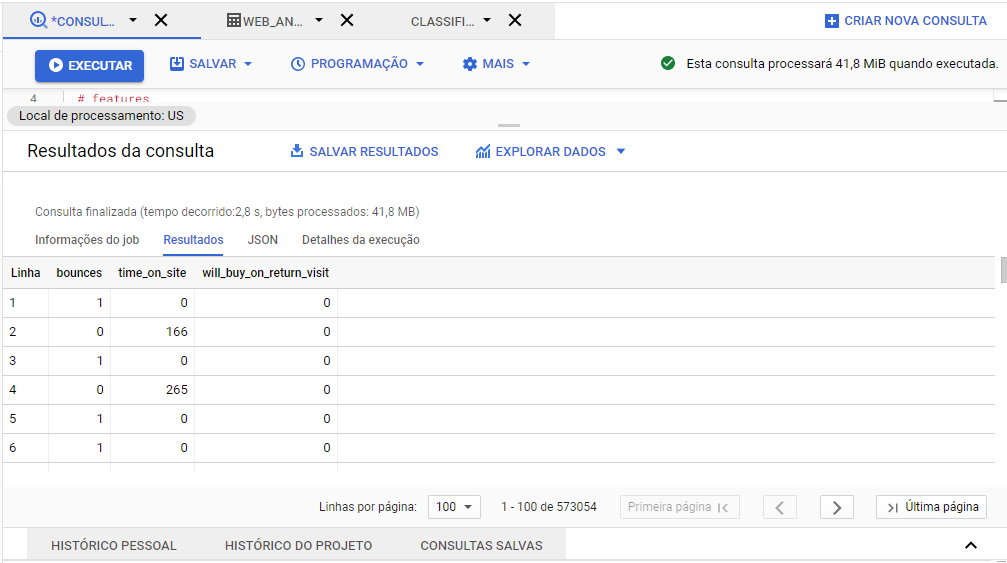 *CONSUL... WEB_AN... CLASSIFI... CRIAR NOVA CONSULTA
EXECUTAR SALVAR PROGRAMAÇÃO MAIS Esta consulta processará 41,8 MiB quando executada.
4 # features
Local de processamento: US
Resultados da consulta SALVAR RESULTADOS EXPLORAR DADOS
Consulta finalizada (tempo decorrido:2,8 s, bytes processados: 41,8 MB)
Informações do job Resultados JSON Detalhes da execução
Linha bounces time_on_site will_buy_on_return_visit
1 1 0 0
2 0 166 0
3 1 0 0
4 0 265 0
5 1 0 0
6 1 0 0
Linhas por página: 100 1 - 100 de 573054 Primeira página Última página
HISTÓRICO PESSOAL HISTÓRICO DO PROJETO CONSULTAS SALVAS